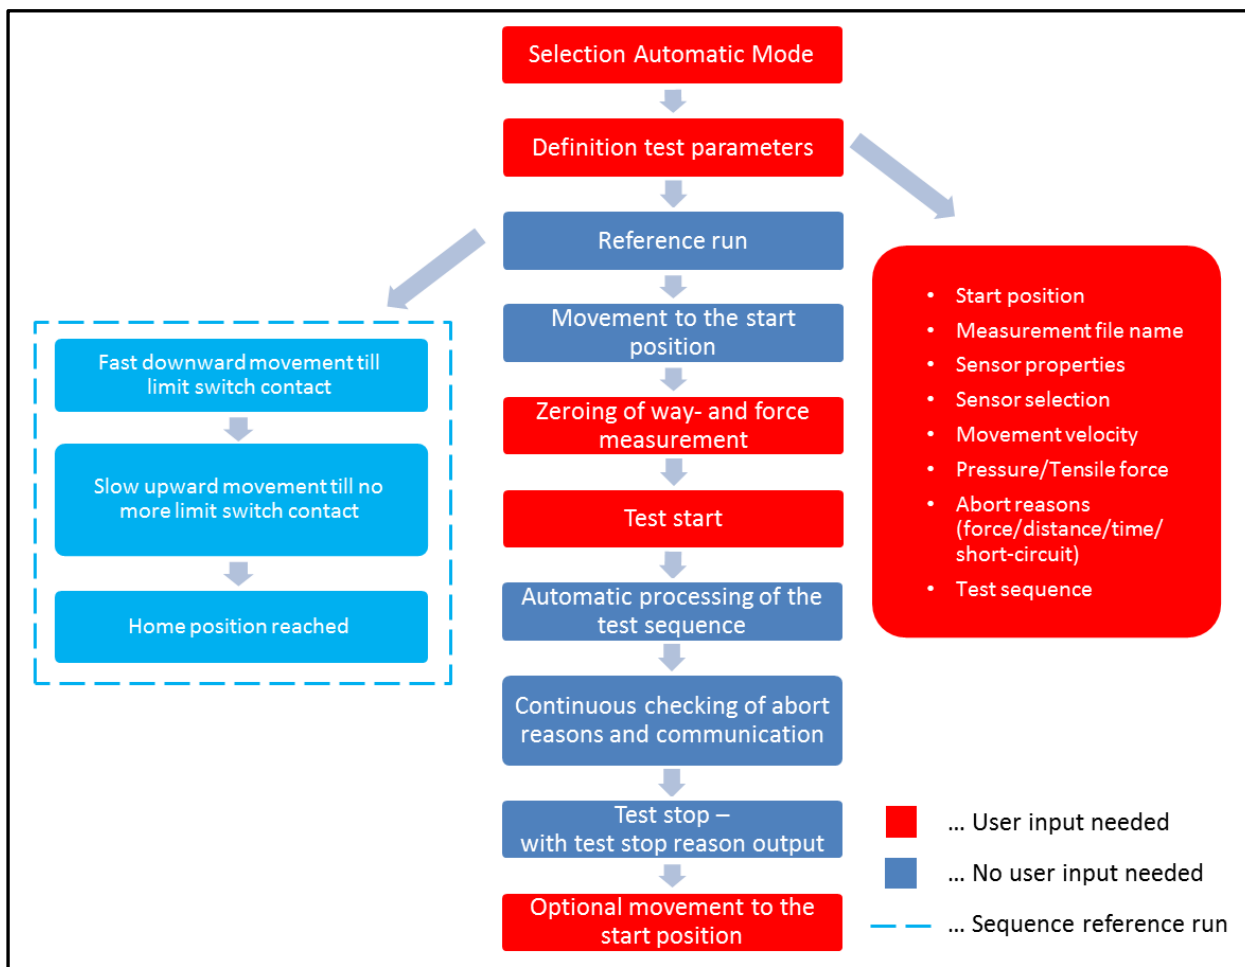 Selection Automatic Mode
Definition test parameters
Reference run
Movement to the start
position
Zeroing of way- and force
measurement
Test start
Automatic processing of the
test sequence
Continuous checking of abort
reasons and communication
Test stop –
with test stop reason output
Optional movement to the
start position
Fast downward movement till
limit switch contact
Slow upward movement till no
more limit switch contact
Home position reached
• Start position
• Measurement file name
• Sensor properties
• Sensor selection
• Movement velocity
• Pressure/Tensile force
• Abort reasons
(force/distance/time/
short-circuit)
• Test sequence
... User input needed
... No user input needed
... Sequence reference run